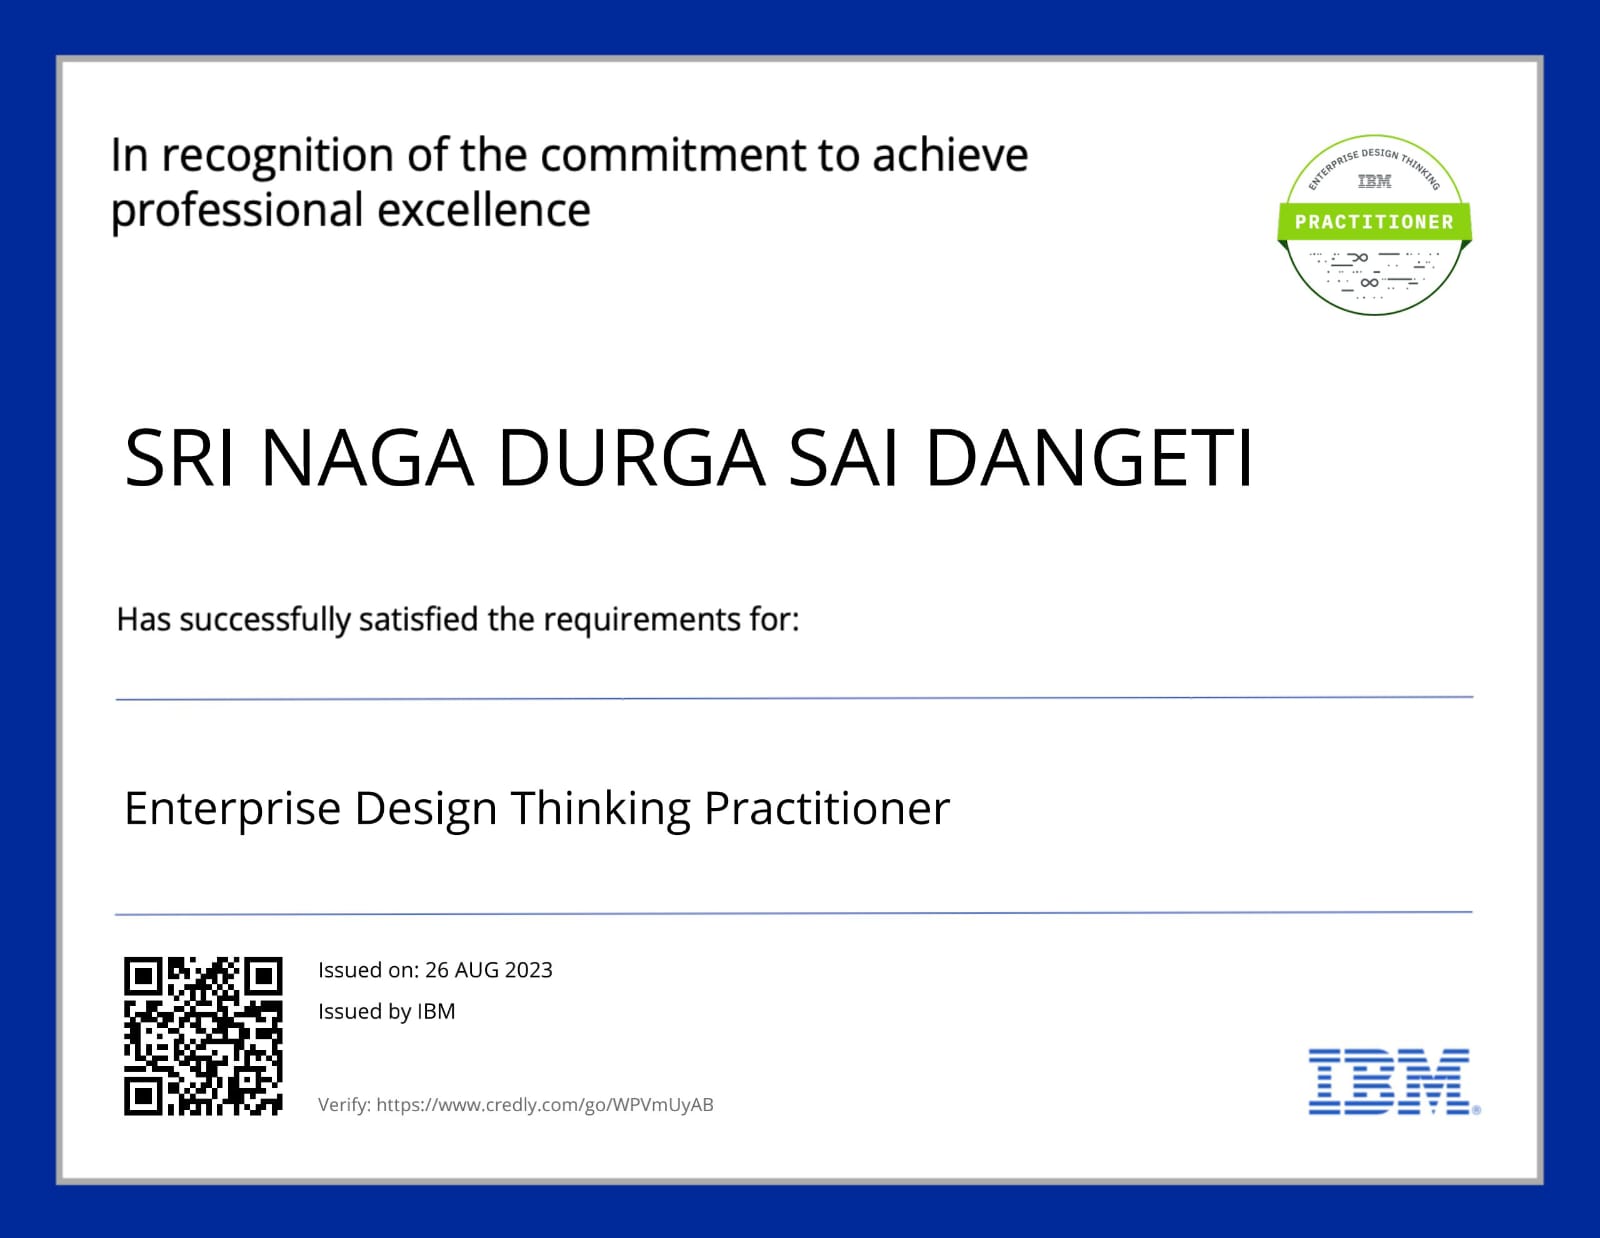 In recognition of the commitment to achieve
professional excellence
ENTERPRISE DESIGN THINKING
IBM
PRACTITIONER
SRI NAGA DURGA SAI DANGETI
Has successfully satisfied the requirements for:
Enterprise Design Thinking Practitioner
Issued on: 26 AUG 2023
Issued by IBM
Verify: https://www.credly.com/go/WPVmUyAB
IBM®